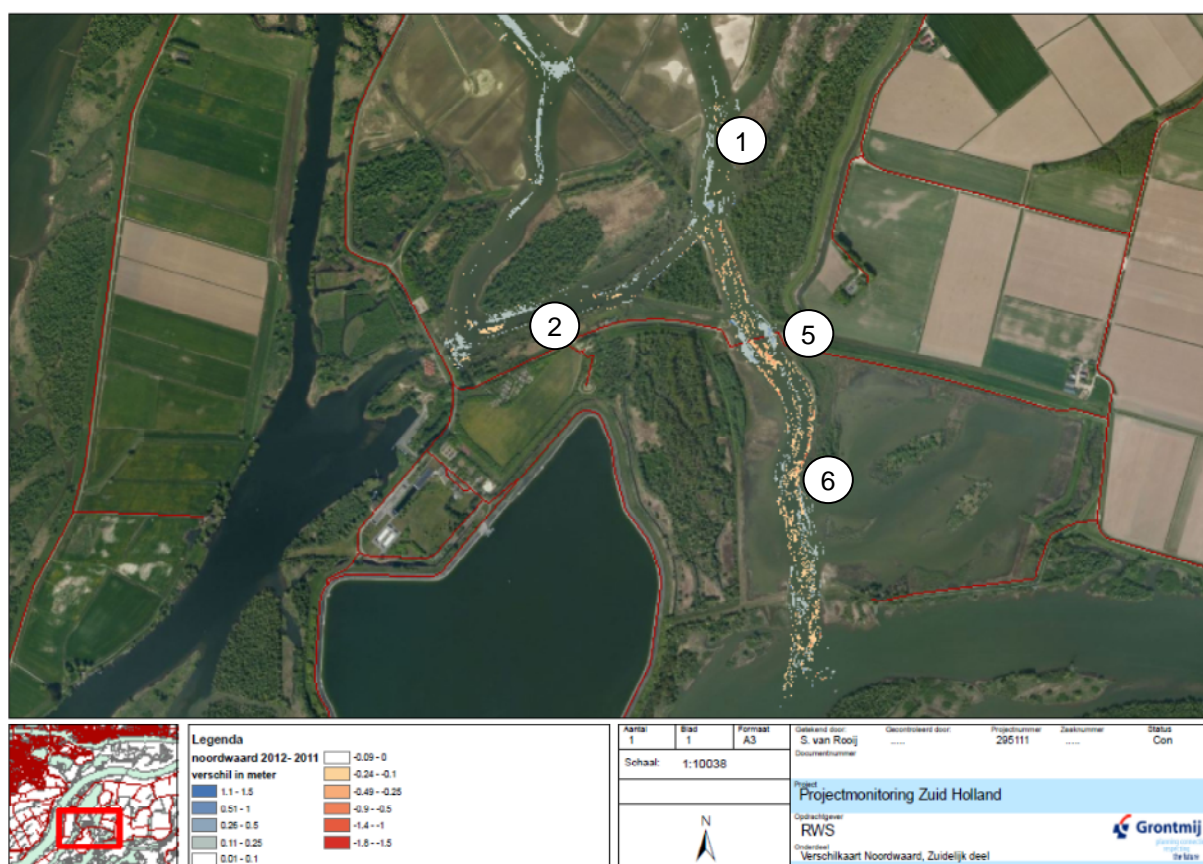 1
2
5
6
Legenda
noordwaard 2012- 2011
verschil in meter
1.1 - 1.5
0.51 - 1
0.26 - 0.5
0.11 - 0.25
0.01 - 0.1
-0.09 - 0
-0.24 - -0.1
-0.49 - -0.25
-0.9 - -0.5
-1.4 - -1
-1.8 - -1.5
Aantal Blad Formaat
1 1 A3
Schaal: 1:10038
N
Getekend door: Gecontroleerd door: Projectnummer Zaaknummer Status
S. van Rooij ..... 295111 ..... Con
Documentnummer
Project
Projectmonitoring Zuid Holland
Opdrachtgever
RWS
Grontmij
Onderdeel
Verschilkaart Noordwaard, Zuidelijk deel